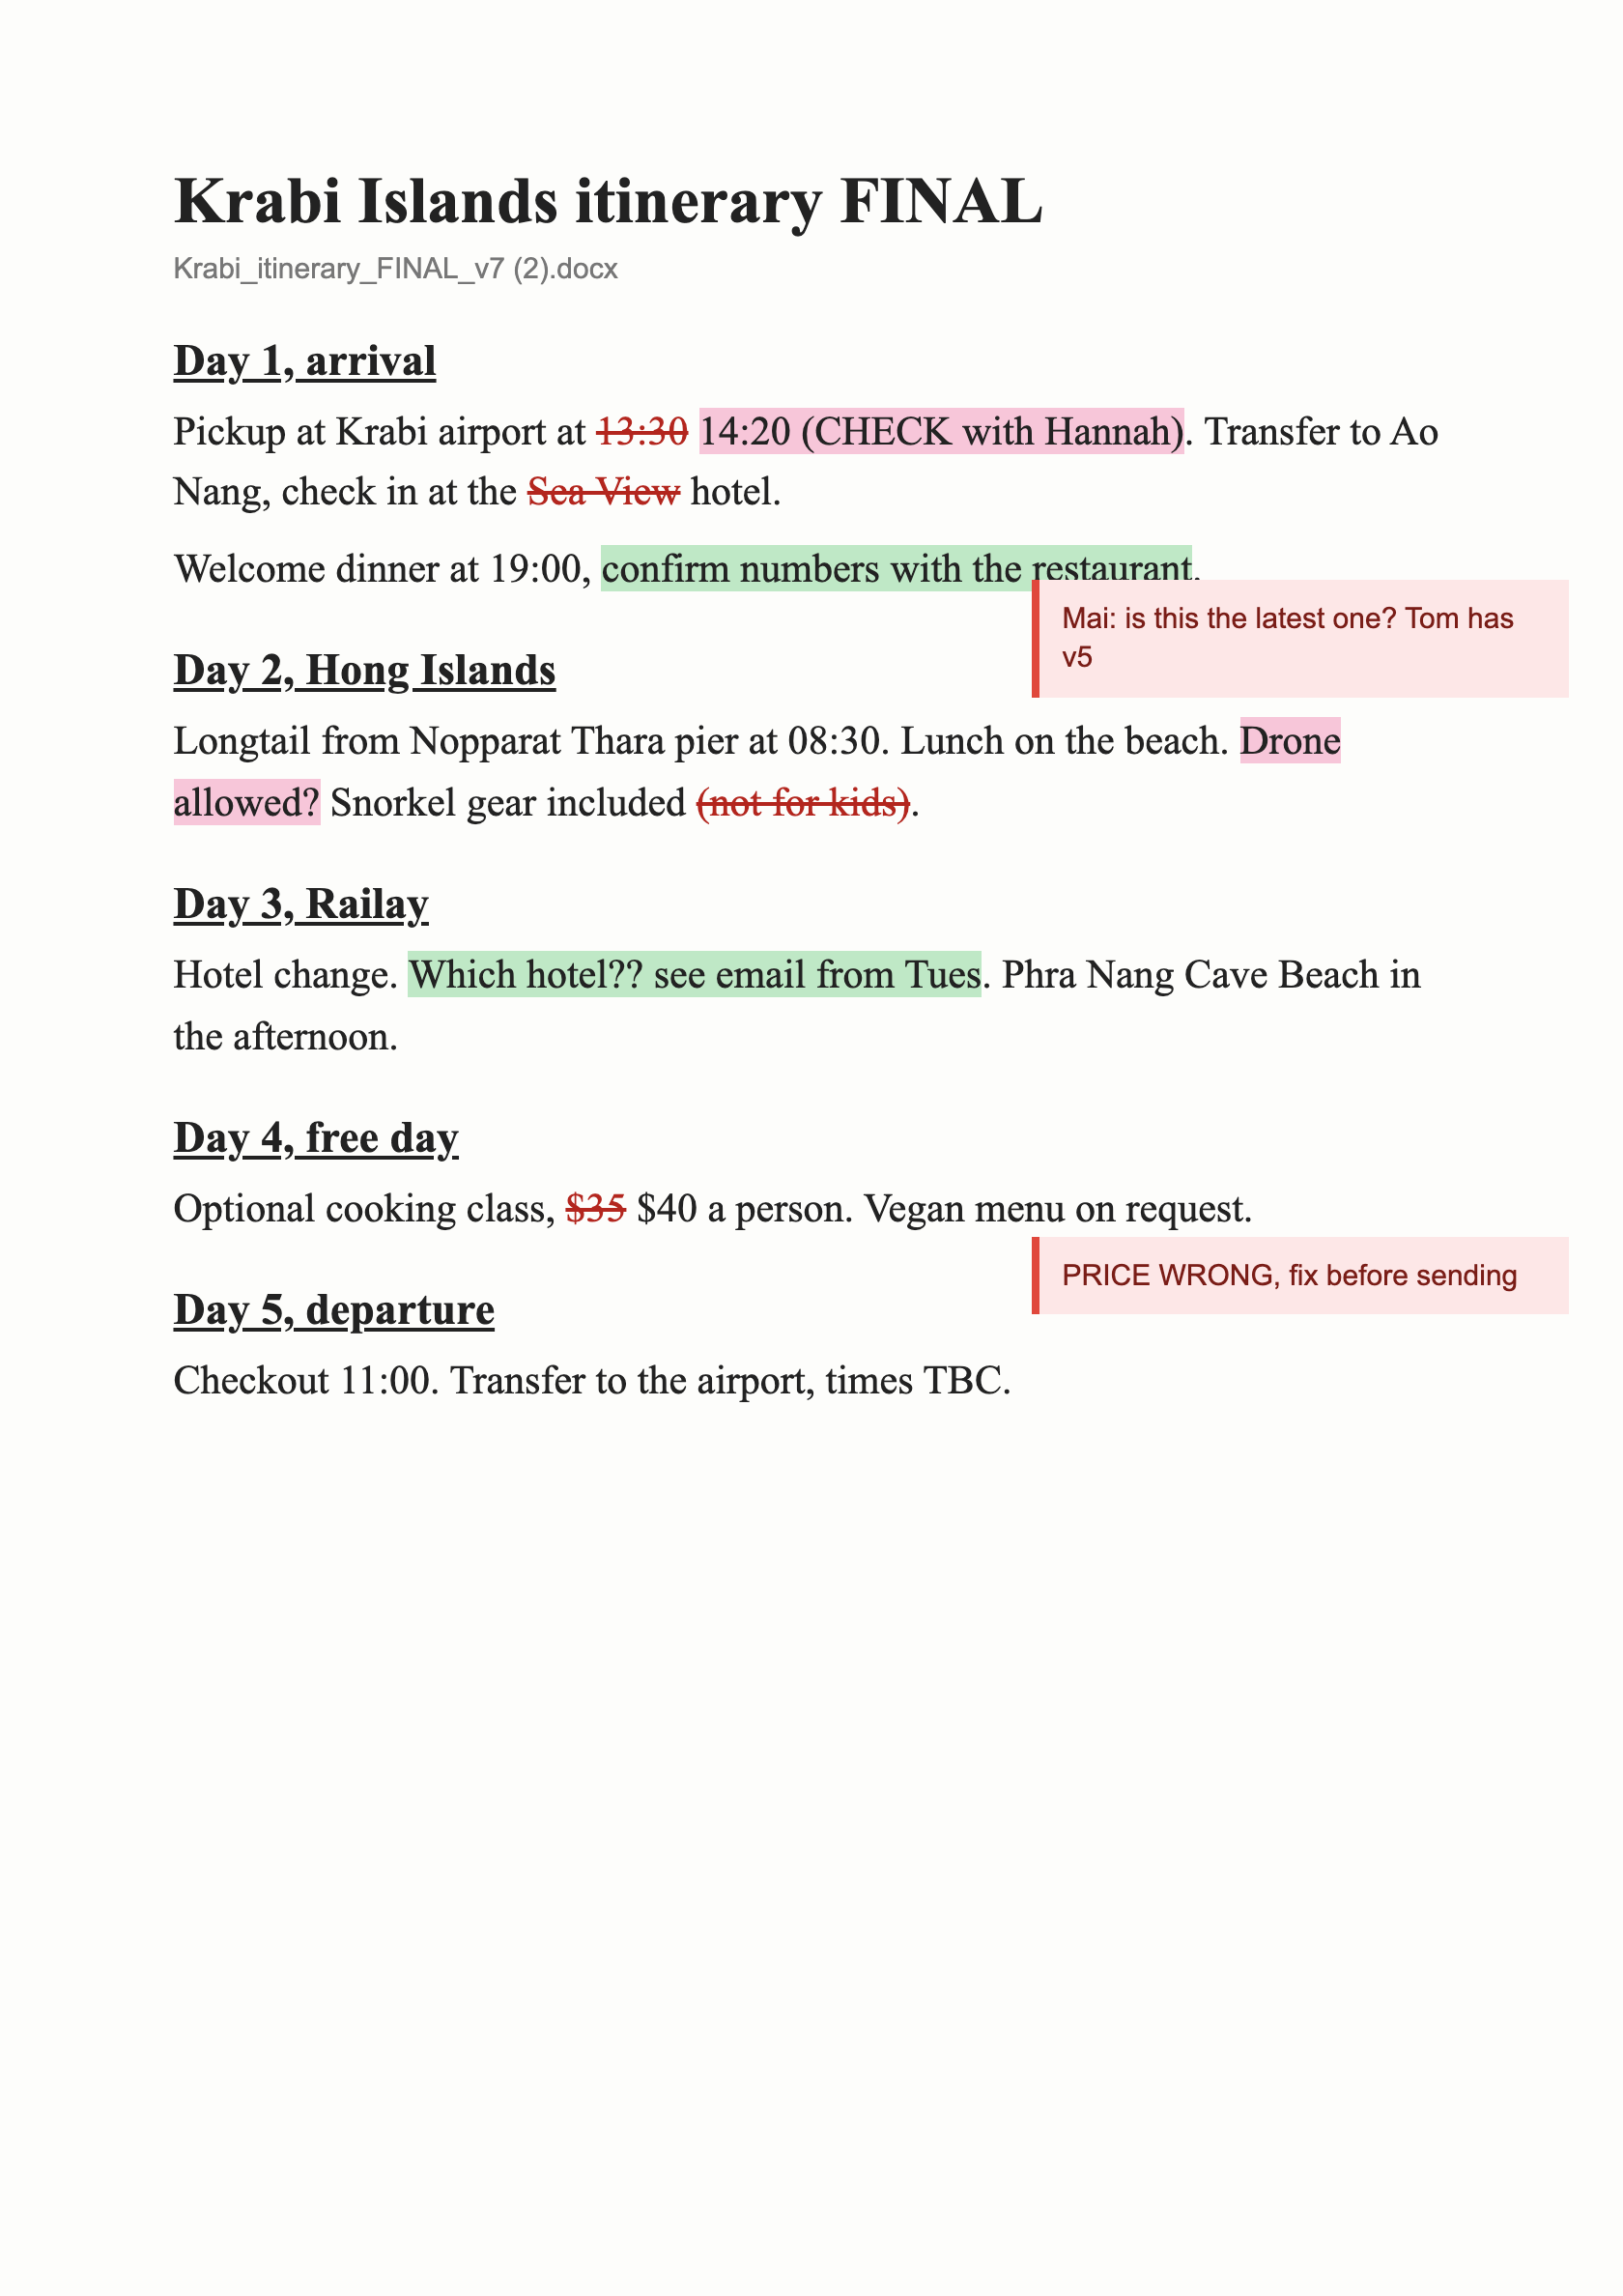 Krabi Islands itinerary FINAL
Krabi_itinerary_FINAL_v7 (2).docx
Day 1, arrival
Pickup at Krabi airport at 13:30 14:20 (CHECK with Hannah). Transfer to Ao
Nang, check in at the Sea View hotel.
Welcome dinner at 19:00, confirm numbers with the restaurant.
Mai: is this the latest one? Tom has
v5
Day 2, Hong Islands
Longtail from Nopparat Thara pier at 08:30. Lunch on the beach. Drone
allowed? Snorkel gear included (not for kids).
Day 3, Railay
Hotel change. Which hotel?? see email from Tues. Phra Nang Cave Beach in
the afternoon.
Day 4, free day
Optional cooking class, $35 $40 a person. Vegan menu on request.
PRICE WRONG, fix before sending
Day 5, departure
Checkout 11:00. Transfer to the airport, times TBC.